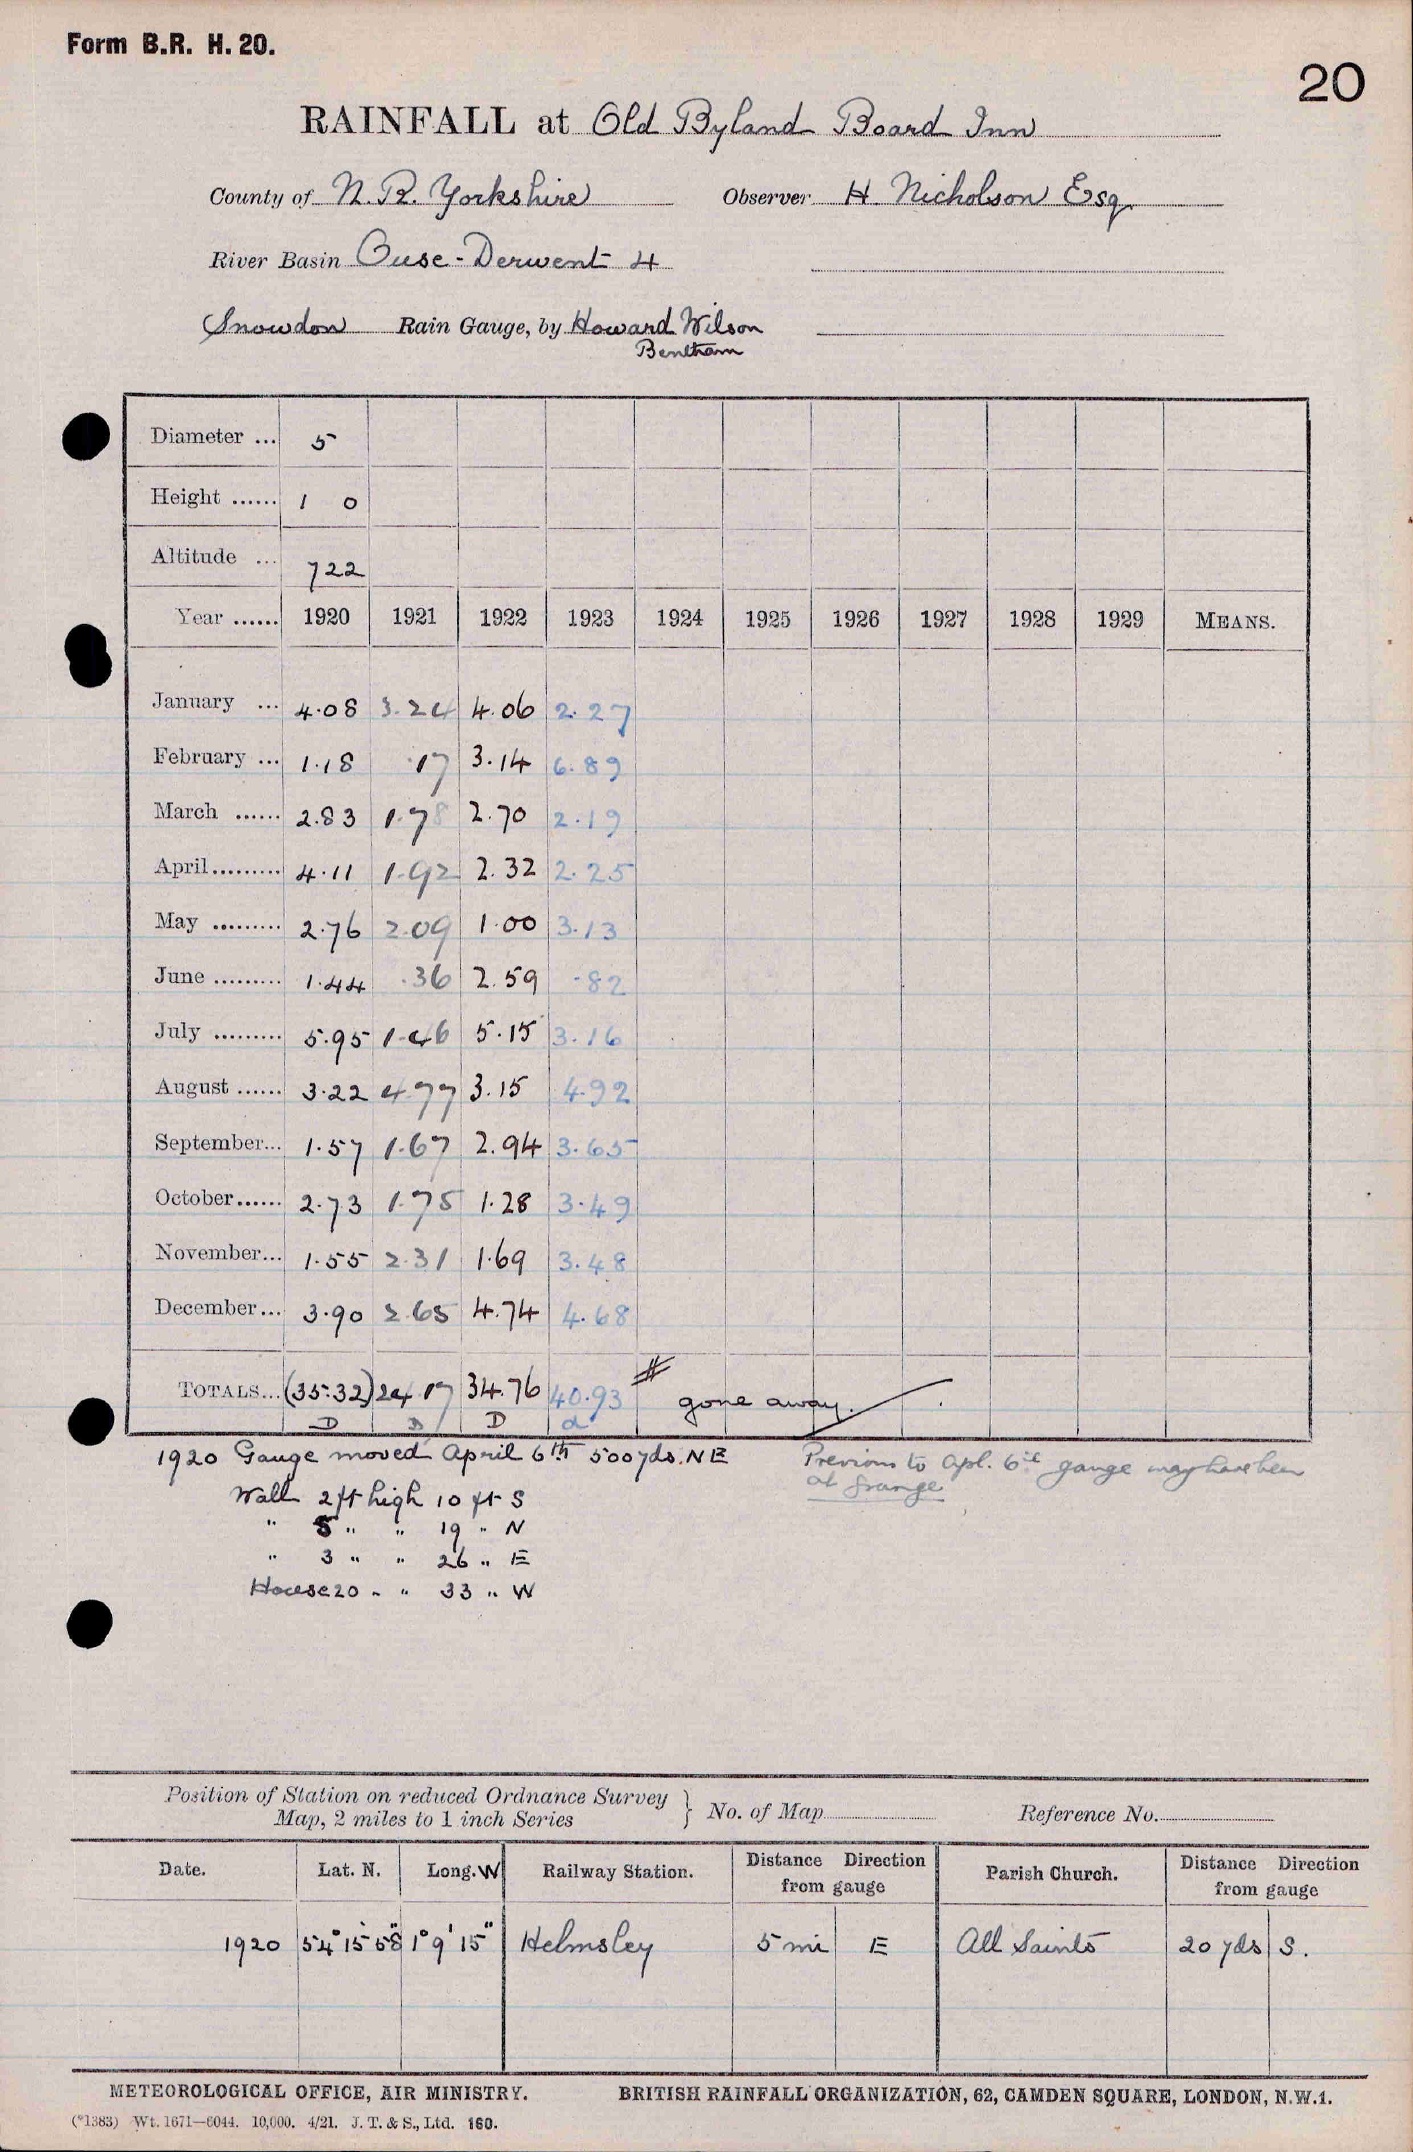 Form B.R. H. 20.
20
RAINFALL at Old Byland Board Inn
County of N.R. Yorkshire Observer H. Nicholson Esq.
River Basin Ouse-Derwent 4
Snowdon Rain Gauge, by Howard Wilson
Bentham
Diameter ... 5
Height ...... 1 0
Altitude ... 722
Year ...... 1920 1921 1922 1923 1924 1925 1926 1927 1928 1929 MEANS.
January ... 4.08 3.24 4.06 2.27
February ... 1.18 .17 3.14 6.89
March ...... 2.83 1.78 2.70 2.19
April......... 4.11 1.92 2.32 2.25
May ......... 2.76 2.09 1.00 3.13
June ......... 1.44 .36 2.59 .82
July ......... 5.95 1.46 5.15 3.16
August ...... 3.22 4.77 3.15 4.92
September... 1.57 1.67 2.94 3.65
October...... 2.73 1.75 1.28 3.49
November... 1.55 2.31 1.69 3.48
December... 3.90 2.65 4.74 4.68
TOTALS... (35.32) 24.17 34.76 40.93 # gone away.
D D D d
1920 Gauge moved April 6th 500 yds. NE Previous to Apl. 6th gauge may have been
at Grange
Wall 2 ft high 10 ft S
" 5 " " 19 " N
" 3 " " 26 " E
House 20 " " 33 " W
Position of Station on reduced Ordnance Survey
Map, 2 miles to 1 inch Series } No. of Map Reference No.
Date. Lat. N. Long. W Railway Station. Distance Direction from gauge Parish Church. Distance Direction from gauge
1920 54° 15' 58" 1° 9' 15" Helmsley 5 mi E All Saints 20 yds S.
METEOROLOGICAL OFFICE, AIR MINISTRY. BRITISH RAINFALL ORGANIZATION, 62, CAMDEN SQUARE, LONDON, N.W.1.
(*1383) Wt. 1671—6044. 10,000. 4/21. J. T. & S., Ltd. 160.